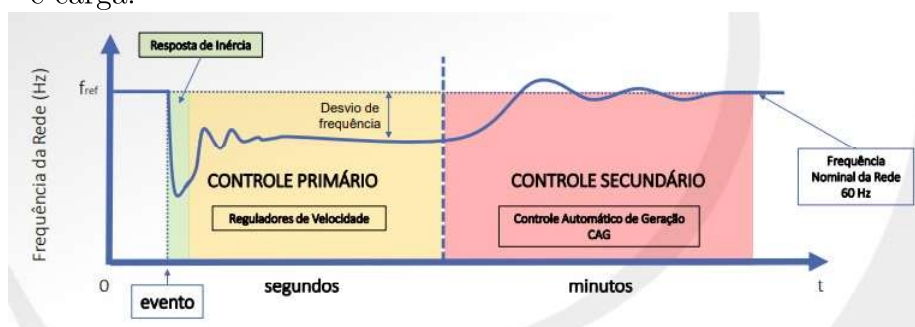 e carga.
Resposta de Inércia
Frequência da Rede (Hz)
fref
Desvio de
frequência
CONTROLE PRIMÁRIO
Reguladores de Velocidade
CONTROLE SECUNDÁRIO
Controle Automático de Geração
CAG
Frequência
Nominal da Rede
60 Hz
0
evento
segundos
minutos
t